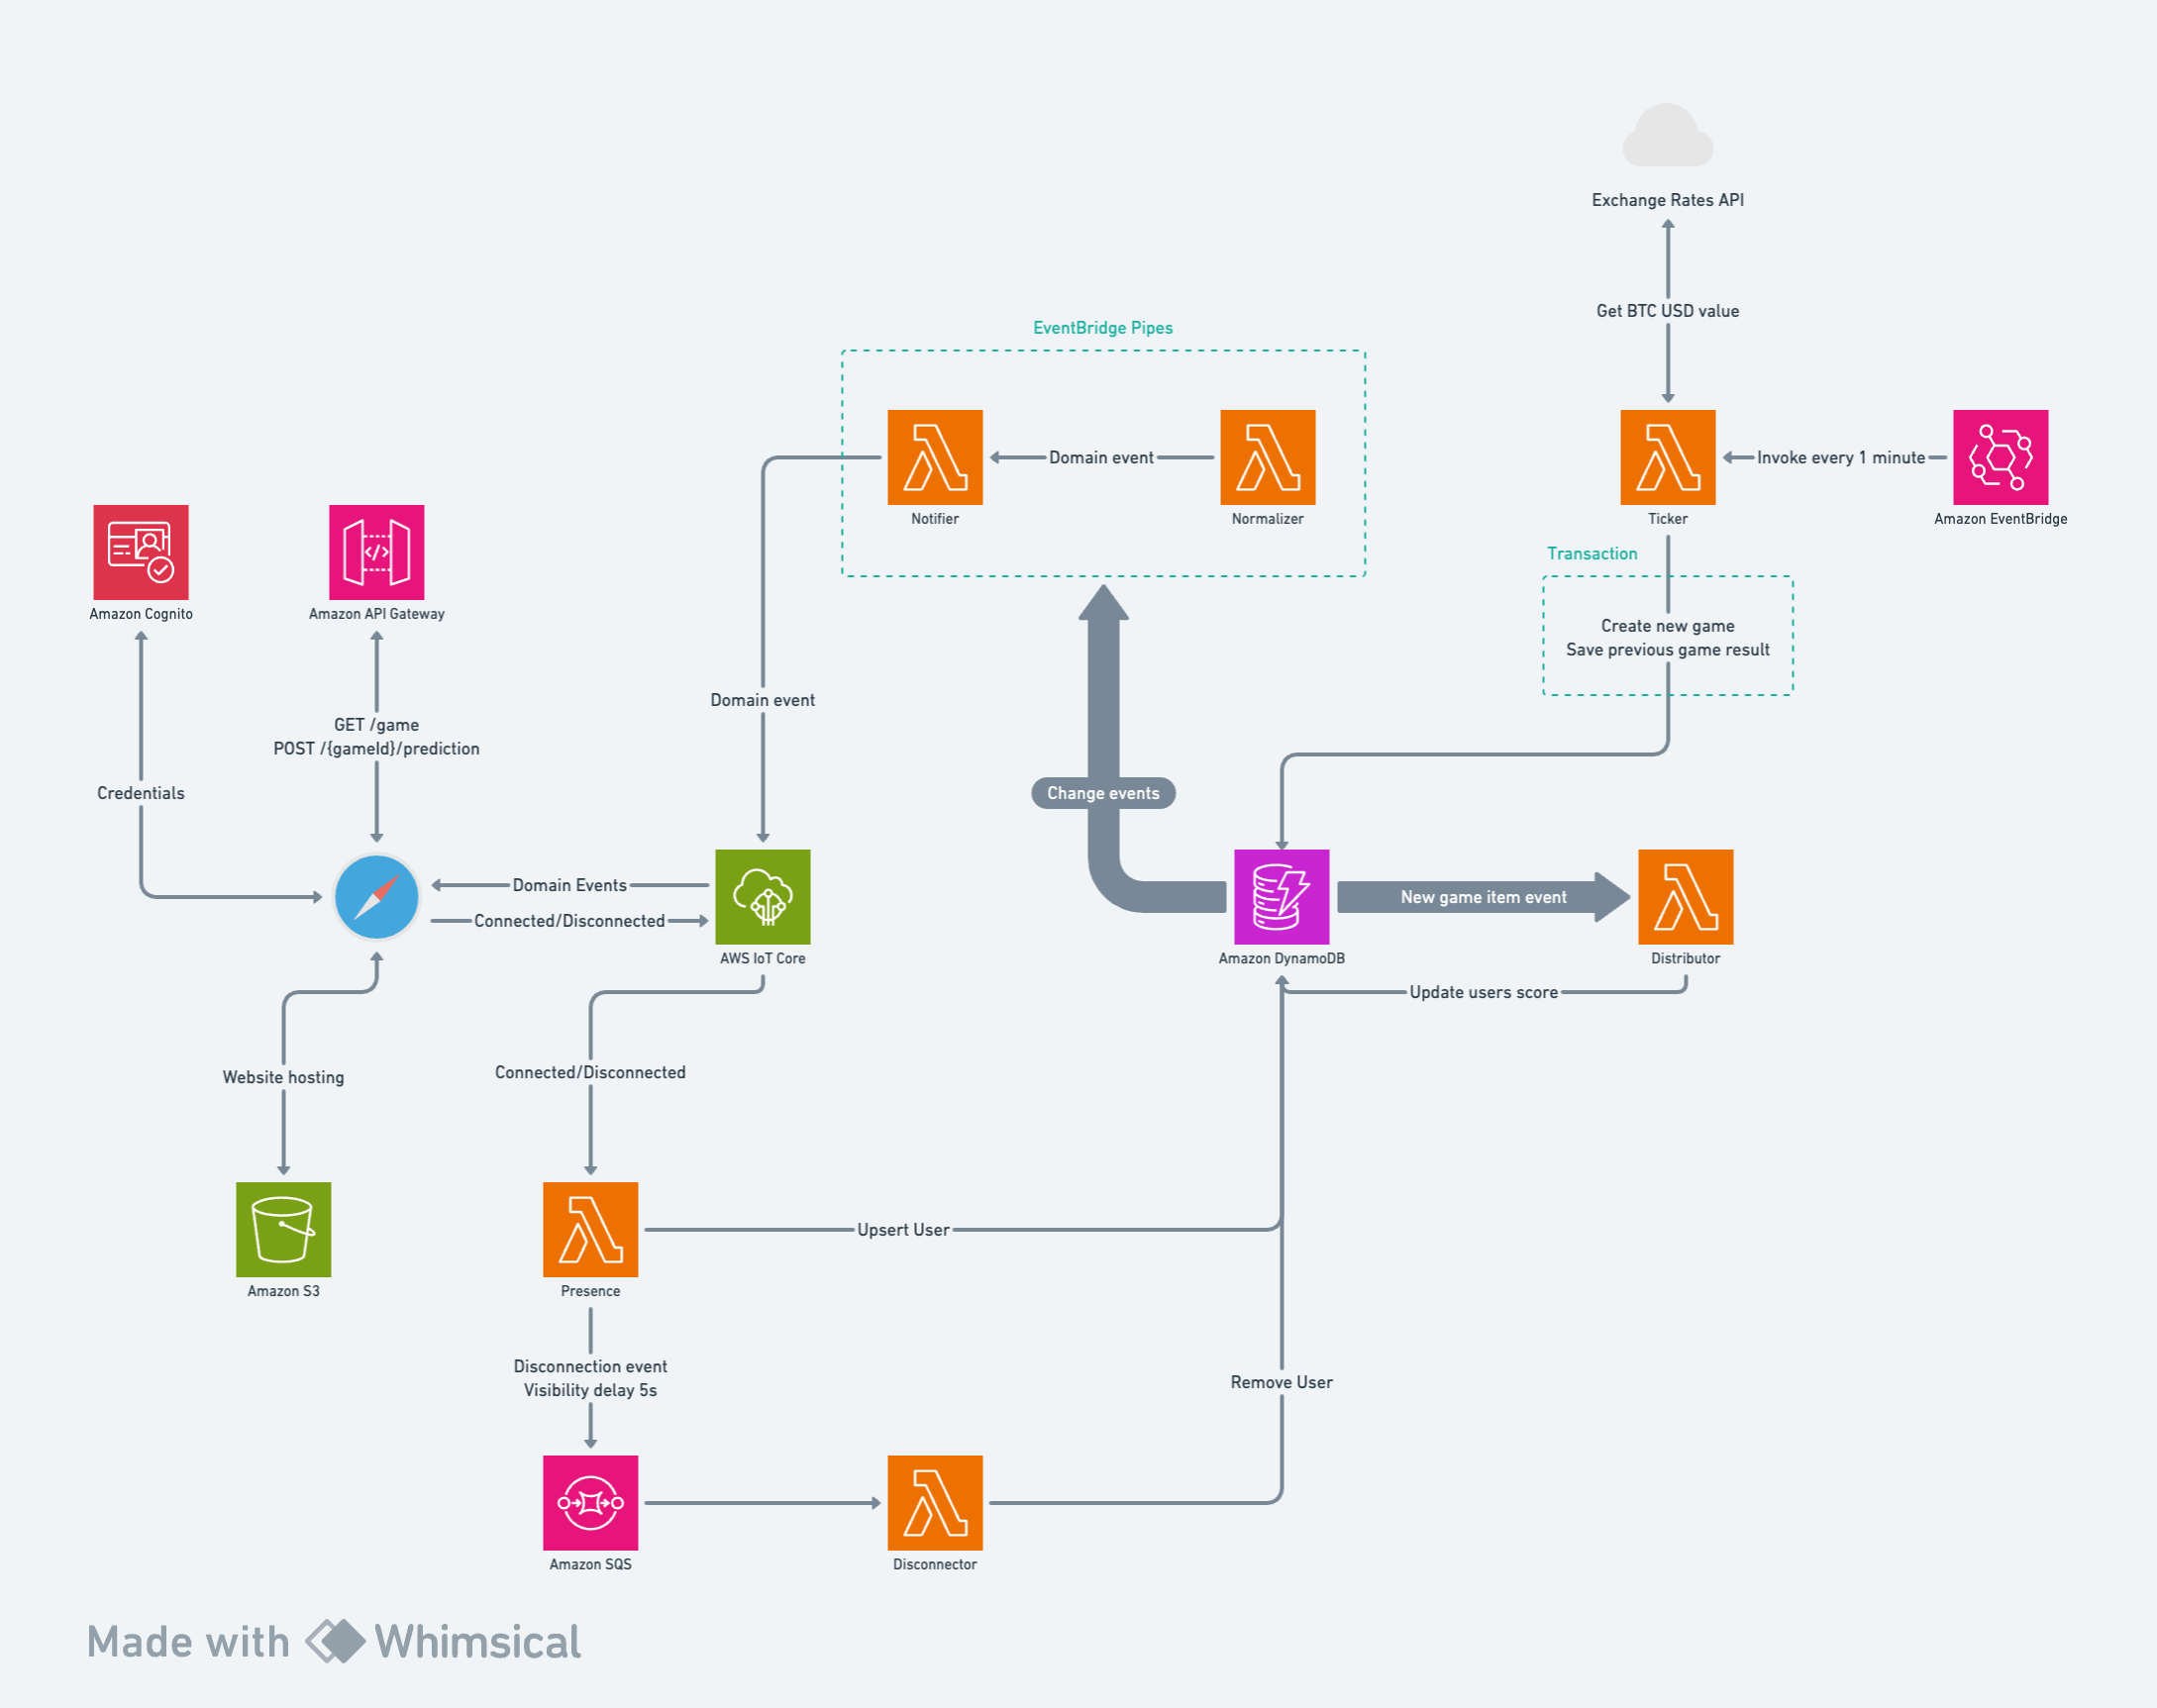 Exchange Rates API
Get BTC USD value
EventBridge Pipes
Domain event
Invoke every 1 minute
Notifier
Normalizer
Ticker
Amazon EventBridge
Transaction
Amazon Cognito
Amazon API Gateway
Create new game
Save previous game result
Domain event
GET /game
POST /{gameId}/prediction
Credentials
Change events
Domain Events
Connected/Disconnected
New game item event
AWS IoT Core
Amazon DynamoDB
Distributor
Update users score
Website hosting
Connected/Disconnected
Upsert User
Amazon S3
Presence
Disconnection event
Visibility delay 5s
Remove User
Amazon SQS
Disconnector
Made with Whimsical